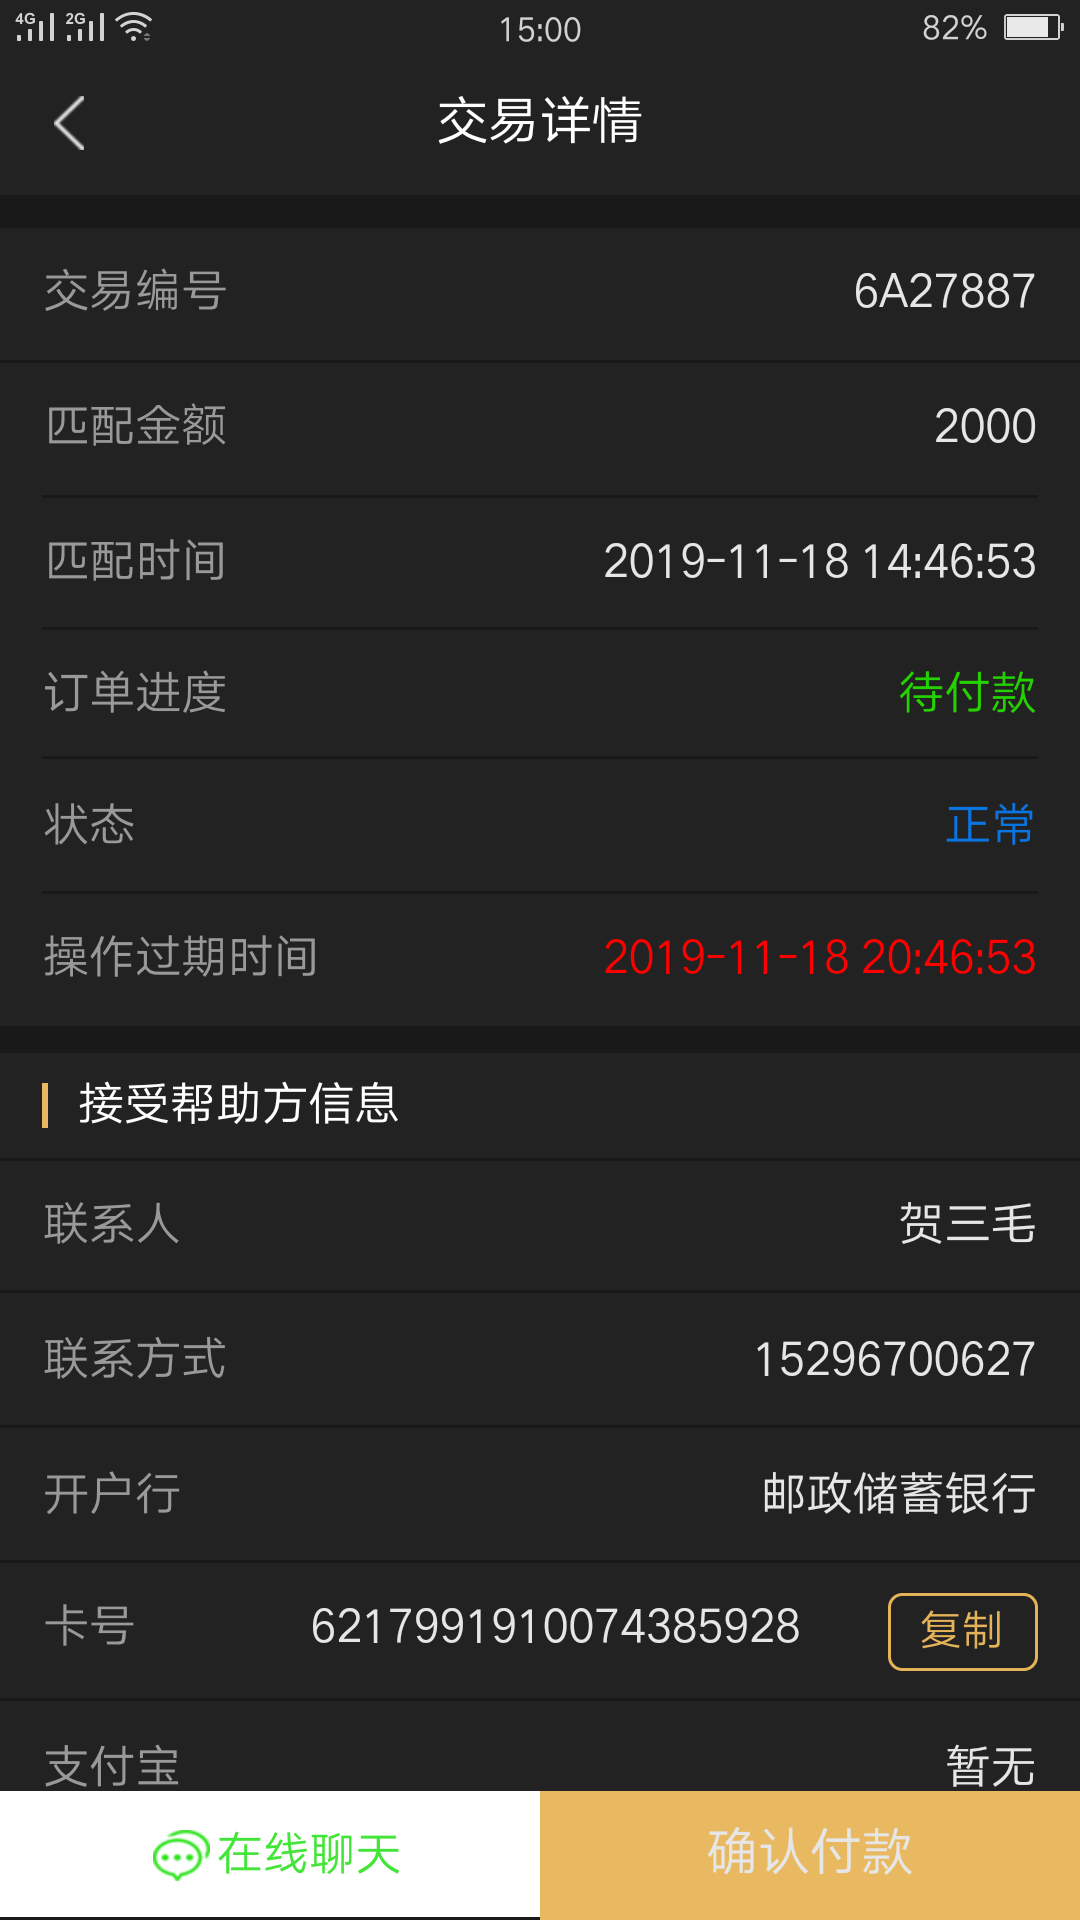 4G 2G 15:00 82%
交易详情
交易编号 6A27887
匹配金额 2000
匹配时间 2019-11-18 14:46:53
订单进度 待付款
状态 正常
操作过期时间 2019-11-18 20:46:53
接受帮助方信息
联系人 贺三毛
联系方式 15296700627
开户行 邮政储蓄银行
卡号 6217991910074385928 复制
支付宝 暂无
在线聊天 确认付款